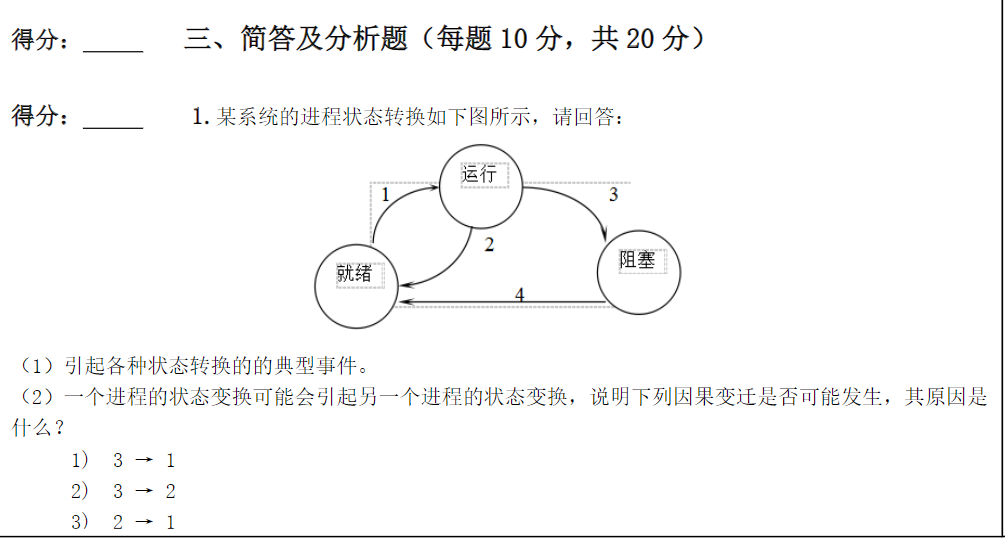 得分：_____ 三、简答及分析题（每题 10 分，共 20 分）
得分：_____ 1. 某系统的进程状态转换如下图所示，请回答：
运行
1
3
2
阻塞
就绪
4
（1）引起各种状态转换的的典型事件。
（2）一个进程的状态变换可能会引起另一个进程的状态变换，说明下列因果变迁是否可能发生，其原因是
什么？
1） 3 → 1
2） 3 → 2
3） 2 → 1